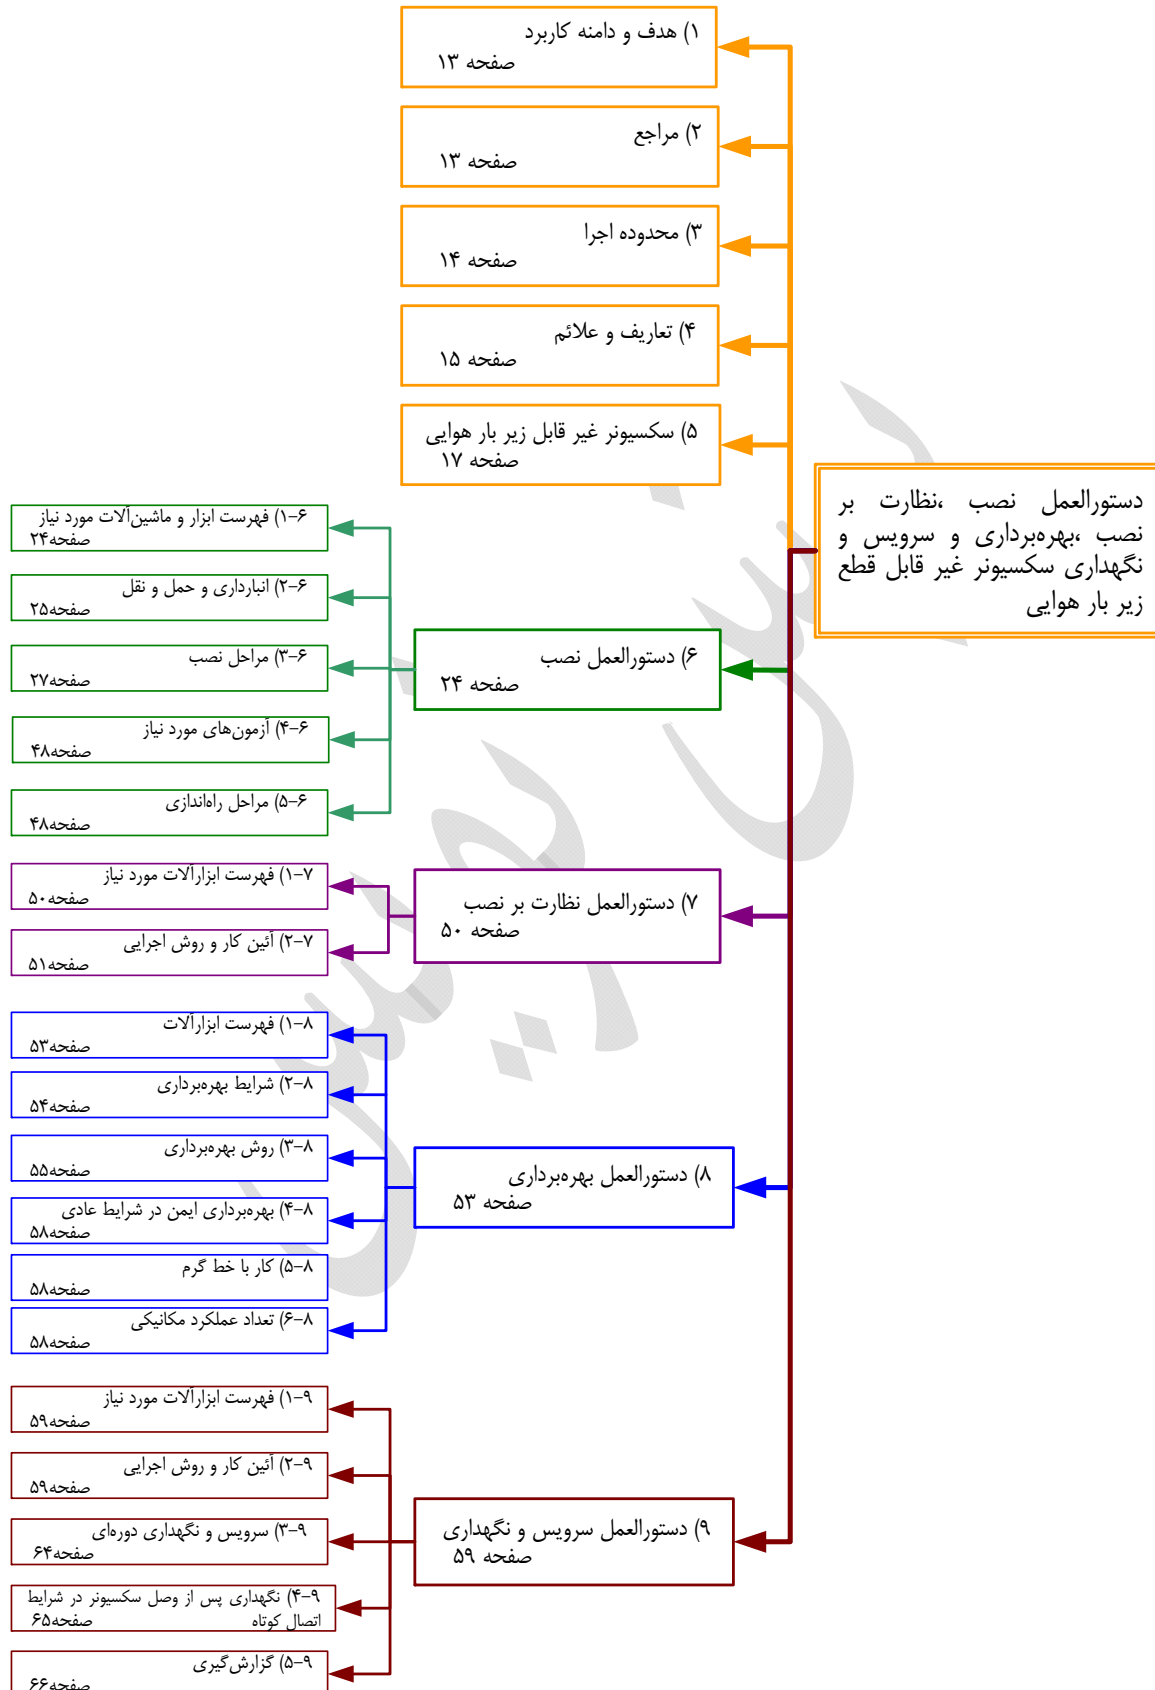 دستورالعمل نصب ،نظارت بر
نصب ،بهره‌برداری و سرویس و
نگهداری سکسیونر غیر قابل قطع
زیر بار هوایی
۱) هدف و دامنه کاربرد
صفحه ۱۳
۲) مراجع
صفحه ۱۳
۳) محدوده اجرا
صفحه ۱۴
۴) تعاریف و علائم
صفحه ۱۵
۵) سکسیونر غیر قابل زیر بار هوایی
صفحه ۱۷
۶) دستورالعمل نصب
صفحه ۲۴
۶-۱) فهرست ابزار و ماشین‌آلات مورد نیاز
صفحه۲۴
۶-۲) انبارداری و حمل و نقل
صفحه۲۵
۶-۳) مراحل نصب
صفحه۲۷
۶-۴) آزمون‌های مورد نیاز
صفحه۴۸
۶-۵) مراحل راه‌اندازی
صفحه۴۸
۷) دستورالعمل نظارت بر نصب
صفحه ۵۰
۷-۱) فهرست ابزارآلات مورد نیاز
صفحه۵۰
۷-۲) آئین کار و روش اجرایی
صفحه۵۱
۸) دستورالعمل بهره‌برداری
صفحه ۵۳
۸-۱) فهرست ابزارآلات
صفحه۵۳
۸-۲) شرایط بهره‌برداری
صفحه۵۴
۸-۳) روش بهره‌برداری
صفحه۵۵
۸-۴) بهره‌برداری ایمن در شرایط عادی
صفحه۵۸
۸-۵) کار با خط گرم
صفحه۵۸
۸-۶) تعداد عملکرد مکانیکی
صفحه۵۸
۹) دستورالعمل سرویس و نگهداری
صفحه ۵۹
۹-۱) فهرست ابزارآلات مورد نیاز
صفحه۵۹
۹-۲) آئین کار و روش اجرایی
صفحه۵۹
۹-۳) سرویس و نگهداری دوره‌ای
صفحه۶۴
۹-۴) نگهداری پس از وصل سکسیونر در شرایط
اتصال کوتاه صفحه۶۵
۹-۵) گزارش‌گیری
صفحه۶۶
پیش نویس